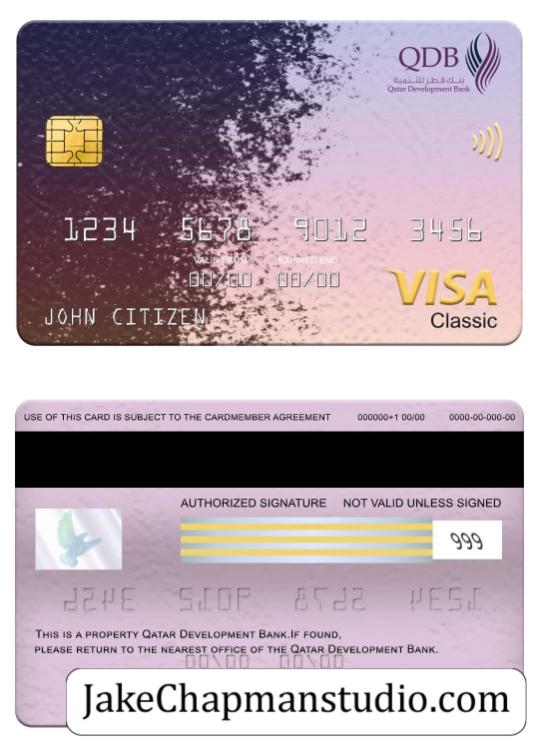 QDB
بنك قطر للتنمية
Qatar Development Bank
1234 5678 9012 3456
VALID FROM EXPIRED END
00/00 00/00
JOHN CITIZEN
VISA
Classic
USE OF THIS CARD IS SUBJECT TO THE CARDMEMBER AGREEMENT 000000+1 00/00 0000-00-000-00
AUTHORIZED SIGNATURE NOT VALID UNLESS SIGNED
999
THIS IS A PROPERTY QATAR DEVELOPMENT BANK.IF FOUND,
PLEASE RETURN TO THE NEAREST OFFICE OF THE QATAR DEVELOPMENT BANK.
00/00 00/00
JakeChapmanstudio.com